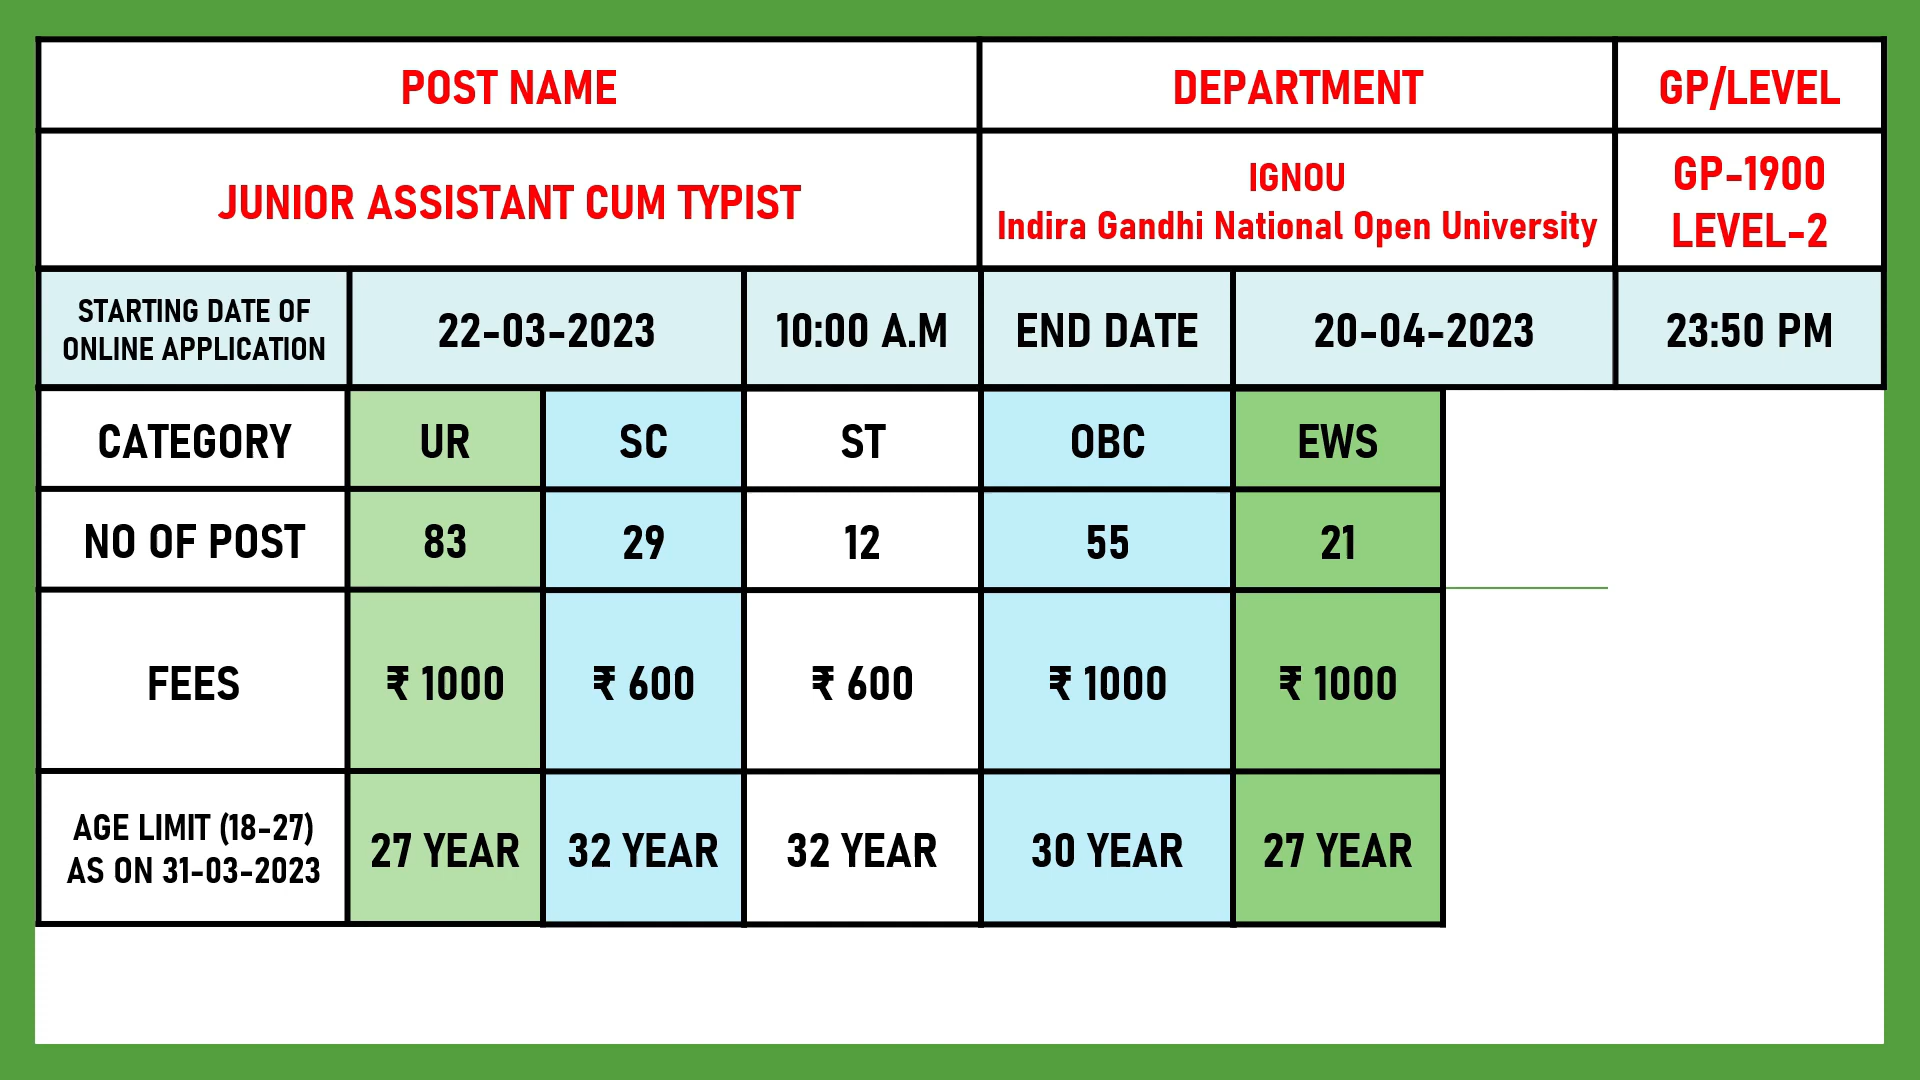 POST NAME
DEPARTMENT
GP/LEVEL
JUNIOR ASSISTANT CUM TYPIST
IGNOU
Indira Gandhi National Open University
GP-1900
LEVEL-2
STARTING DATE OF
ONLINE APPLICATION
22-03-2023
10:00 A.M
END DATE
20-04-2023
23:50 PM
CATEGORY
UR
SC
ST
OBC
EWS
NO OF POST
83
29
12
55
21
FEES
₹ 1000
₹ 600
₹ 600
₹ 1000
₹ 1000
AGE LIMIT (18-27)
AS ON 31-03-2023
27 YEAR
32 YEAR
32 YEAR
30 YEAR
27 YEAR